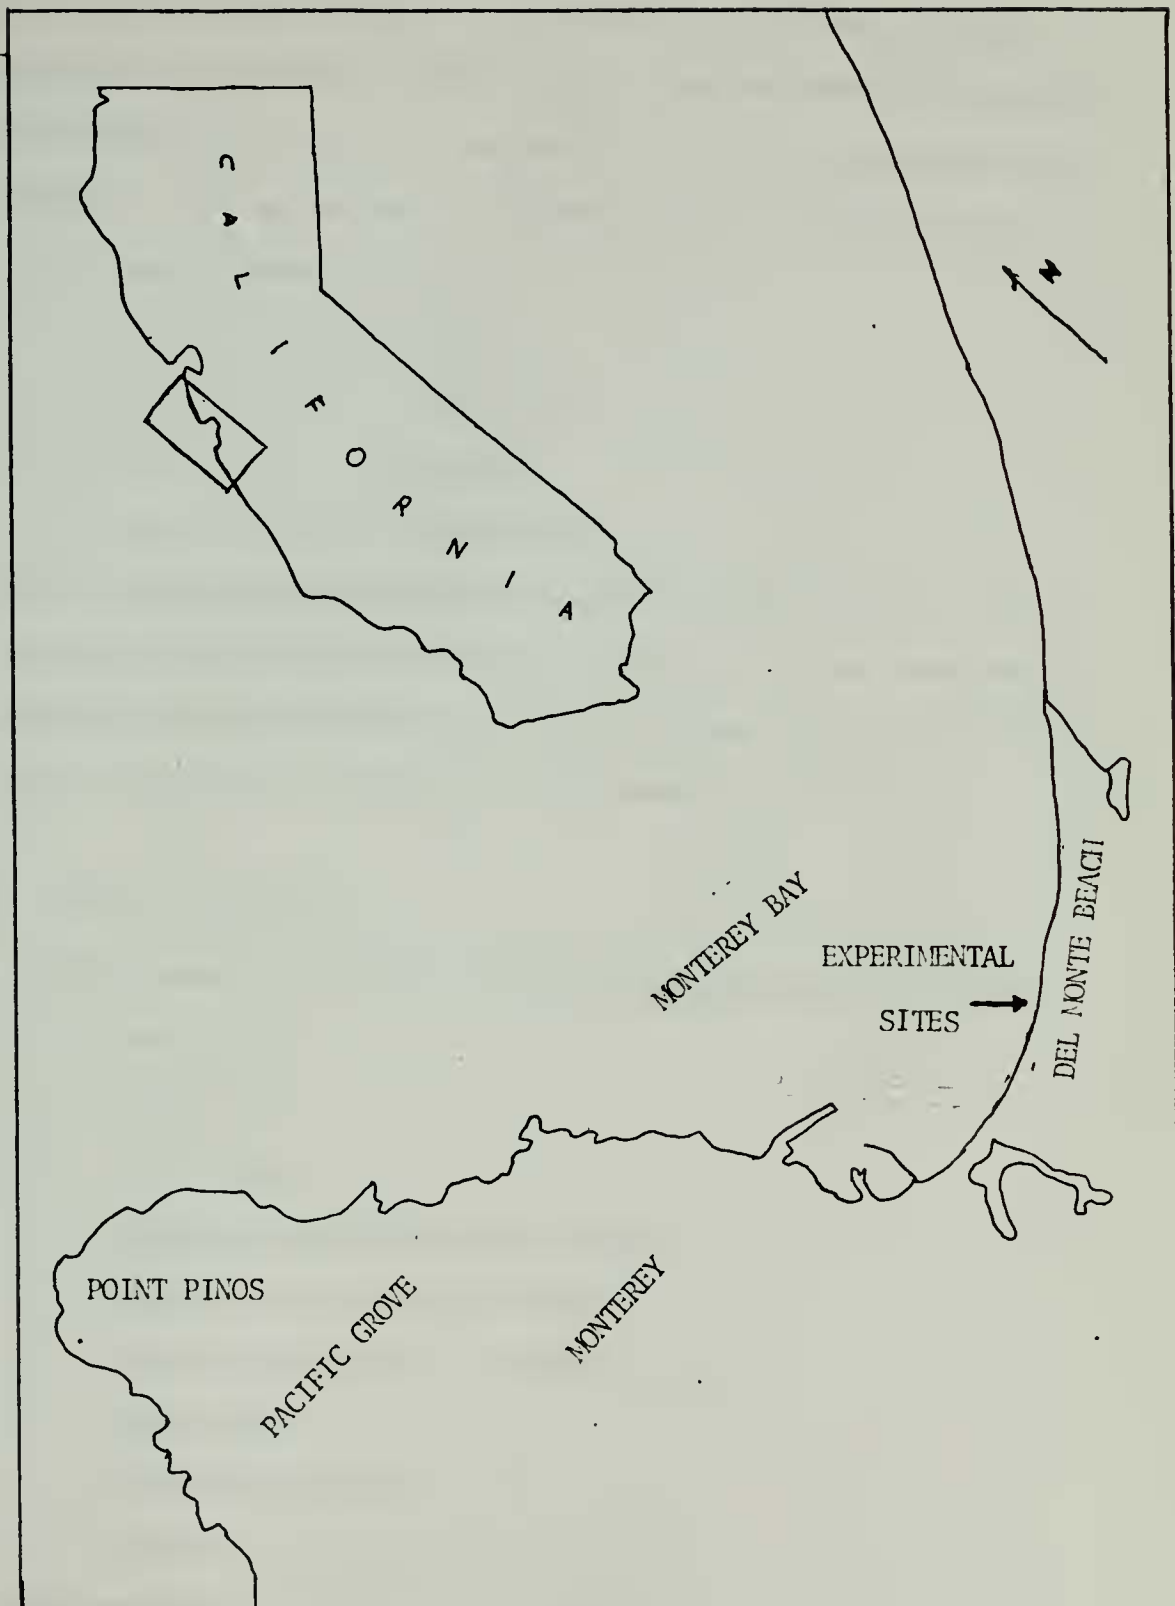 CALIFORNIA
N
MONTEREY BAY
EXPERIMENTAL
SITES
DEL MONTE BEACH
POINT PINOS
PACIFIC GROVE
MONTEREY